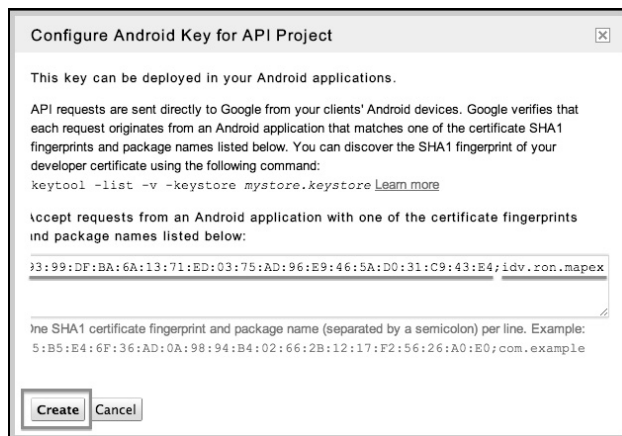 Configure Android Key for API Project
This key can be deployed in your Android applications.
API requests are sent directly to Google from your clients' Android devices. Google verifies that
each request originates from an Android application that matches one of the certificate SHA1
fingerprints and package names listed below. You can discover the SHA1 fingerprint of your
developer certificate using the following command:
keytool -list -v -keystore mystore.keystore Learn more
Accept requests from an Android application with one of the certificate fingerprints
and package names listed below:
93:99:DF:BA:6A:13:71:ED:03:75:AD:96:E9:46:5A:D0:31:C9:43:E4;idv.ron.mapex
One SHA1 certificate fingerprint and package name (separated by a semicolon) per line. Example:
5:B5:E4:6F:36:AD:0A:98:94:B4:02:66:2B:12:17:F2:56:26:A0:E0;com.example
Create Cancel